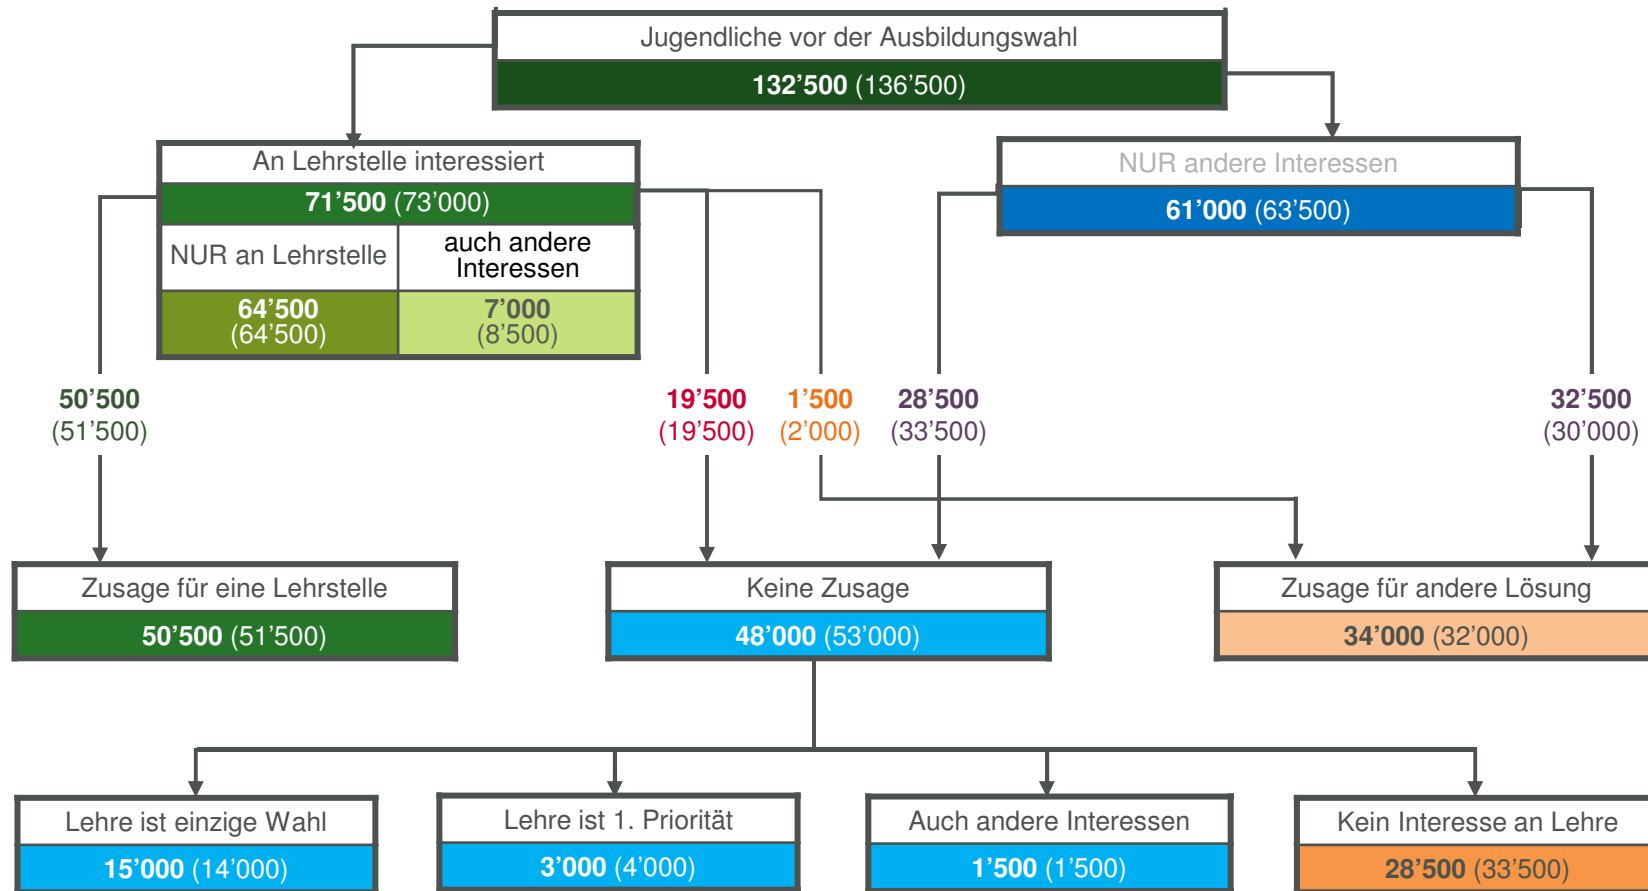 Jugendliche vor der Ausbildungswahl
132’500 (136’500)
An Lehrstelle interessiert
71’500 (73’000)
NUR an Lehrstelle
auch andere
Interessen
64’500
(64’500)
7’000
(8’500)
NUR andere Interessen
61’000 (63’500)
50’500
(51’500)
19’500
(19’500)
1’500
(2’000)
28’500
(33’500)
32’500
(30’000)
Zusage für eine Lehrstelle
50’500 (51’500)
Keine Zusage
48’000 (53’000)
Zusage für andere Lösung
34’000 (32’000)
Lehre ist einzige Wahl
15’000 (14’000)
Lehre ist 1. Priorität
3’000 (4’000)
Auch andere Interessen
1’500 (1’500)
Kein Interesse an Lehre
28’500 (33’500)